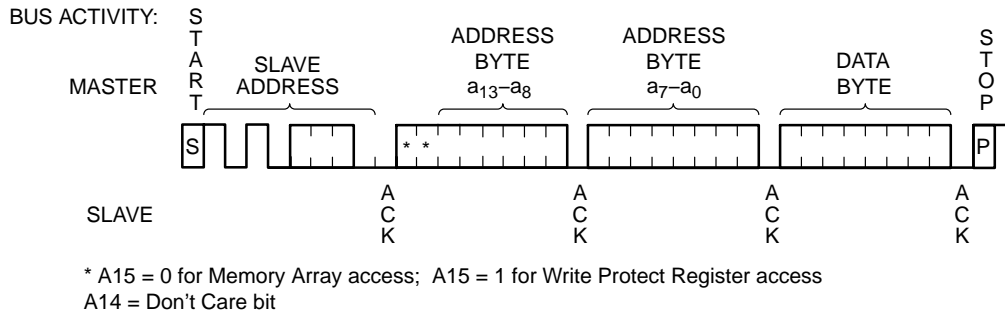 BUS ACTIVITY:
MASTER
START
SLAVE
ADDRESS
ADDRESS
BYTE
a13–a8
ADDRESS
BYTE
a7–a0
DATA
BYTE
STOP
S
* *
P
SLAVE
ACK
ACK
ACK
ACK
* A15 = 0 for Memory Array access; A15 = 1 for Write Protect Register access
A14 = Don't Care bit